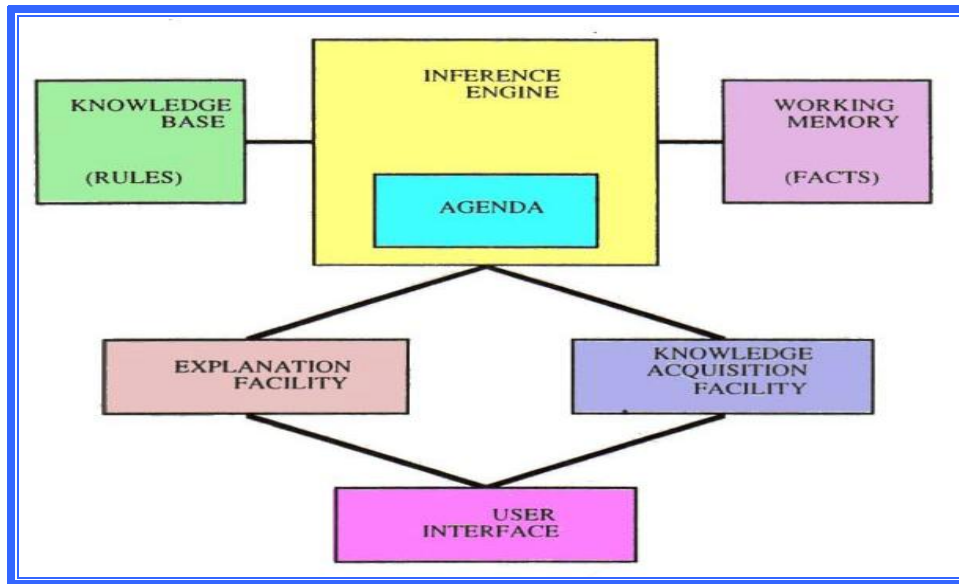 INFERENCE
ENGINE
KNOWLEDGE
BASE
(RULES)
WORKING
MEMORY
(FACTS)
AGENDA
EXPLANATION
FACILITY
KNOWLEDGE
ACQUISITION
FACILITY
USER
INTERFACE